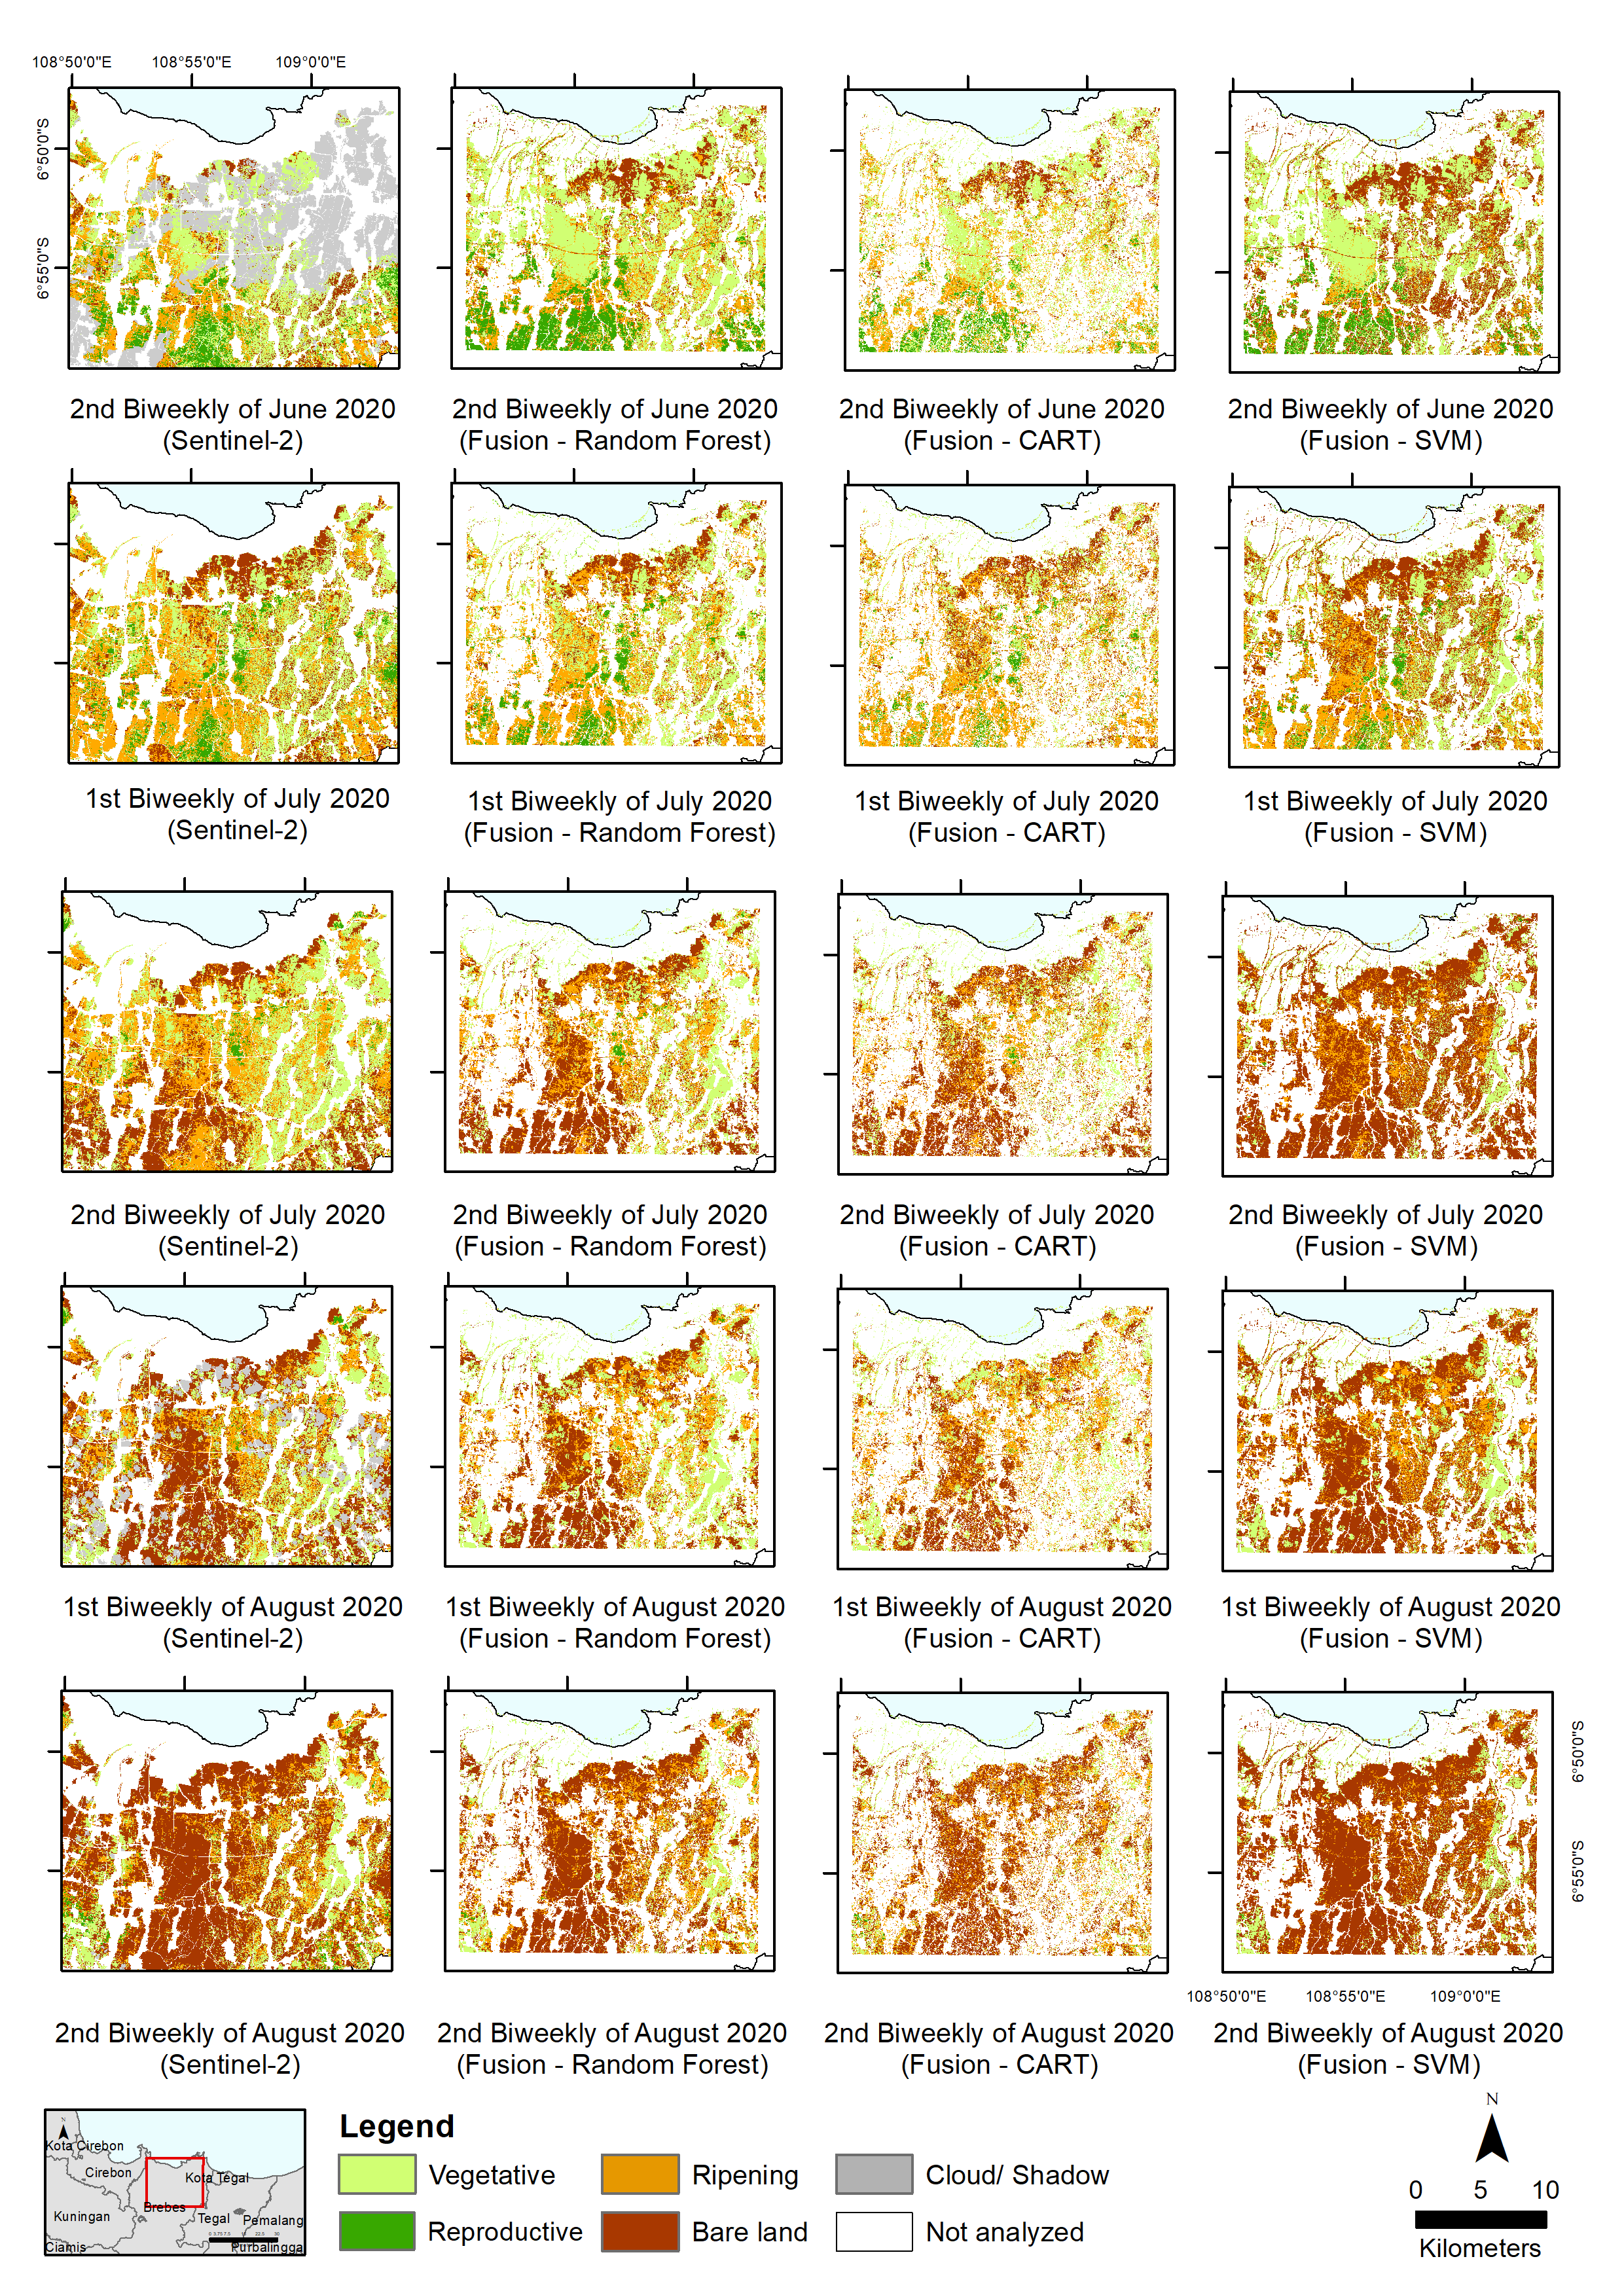 108°50'0"E 108°55'0"E 109°0'0"E
6°50'0"S
6°55'0"S
2nd Biweekly of June 2020
(Sentinel-2)
2nd Biweekly of June 2020
(Fusion - Random Forest)
2nd Biweekly of June 2020
(Fusion - CART)
2nd Biweekly of June 2020
(Fusion - SVM)
1st Biweekly of July 2020
(Sentinel-2)
1st Biweekly of July 2020
(Fusion - Random Forest)
1st Biweekly of July 2020
(Fusion - CART)
1st Biweekly of July 2020
(Fusion - SVM)
2nd Biweekly of July 2020
(Sentinel-2)
2nd Biweekly of July 2020
(Fusion - Random Forest)
2nd Biweekly of July 2020
(Fusion - CART)
2nd Biweekly of July 2020
(Fusion - SVM)
1st Biweekly of August 2020
(Sentinel-2)
1st Biweekly of August 2020
(Fusion - Random Forest)
1st Biweekly of August 2020
(Fusion - CART)
1st Biweekly of August 2020
(Fusion - SVM)
6°50'0"S
6°55'0"S
108°50'0"E 108°55'0"E 109°0'0"E
2nd Biweekly of August 2020
(Sentinel-2)
2nd Biweekly of August 2020
(Fusion - Random Forest)
2nd Biweekly of August 2020
(Fusion - CART)
2nd Biweekly of August 2020
(Fusion - SVM)
N
Kota Cirebon
Cirebon
Kota Tegal
Brebes
Kuningan
Tegal
Pemalang
Ciamis
Purbalingga
Legend
Vegetative
Ripening
Cloud/ Shadow
Reproductive
Bare land
Not analyzed
N
0 5 10
Kilometers